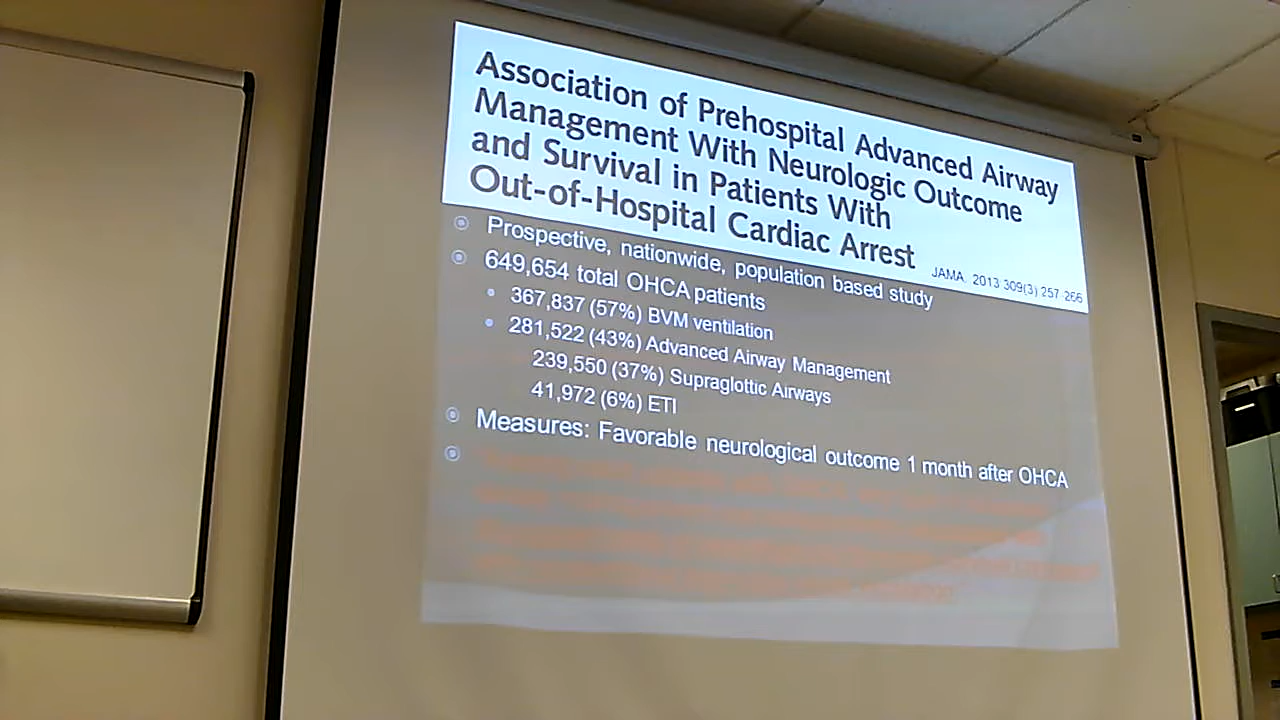 Association of Prehospital Advanced Airway
Management With Neurologic Outcome
and Survival in Patients With
Out-of-Hospital Cardiac Arrest
JAMA. 2013 309(3) 257-266
Prospective, nationwide, population based study
649,654 total OHCA patients
367,837 (57%) BVM ventilation
281,522 (43%) Advanced Airway Management
239,550 (37%) Supraglottic Airways
41,972 (6%) ETI
Measures: Favorable neurological outcome 1 month after OHCA